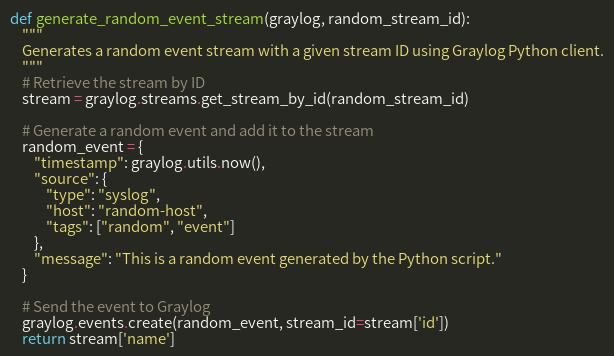 def generate_random_event_stream(graylog, random_stream_id):
"""
Generates a random event stream with a given stream ID using Graylog Python client.
"""
# Retrieve the stream by ID
stream = graylog.streams.get_stream_by_id(random_stream_id)
# Generate a random event and add it to the stream
random_event = {
"timestamp": graylog.utils.now(),
"source": {
"type": "syslog",
"host": "random-host",
"tags": ["random", "event"]
},
"message": "This is a random event generated by the Python script."
}
# Send the event to Graylog
graylog.events.create(random_event, stream_id=stream['id'])
return stream['name']